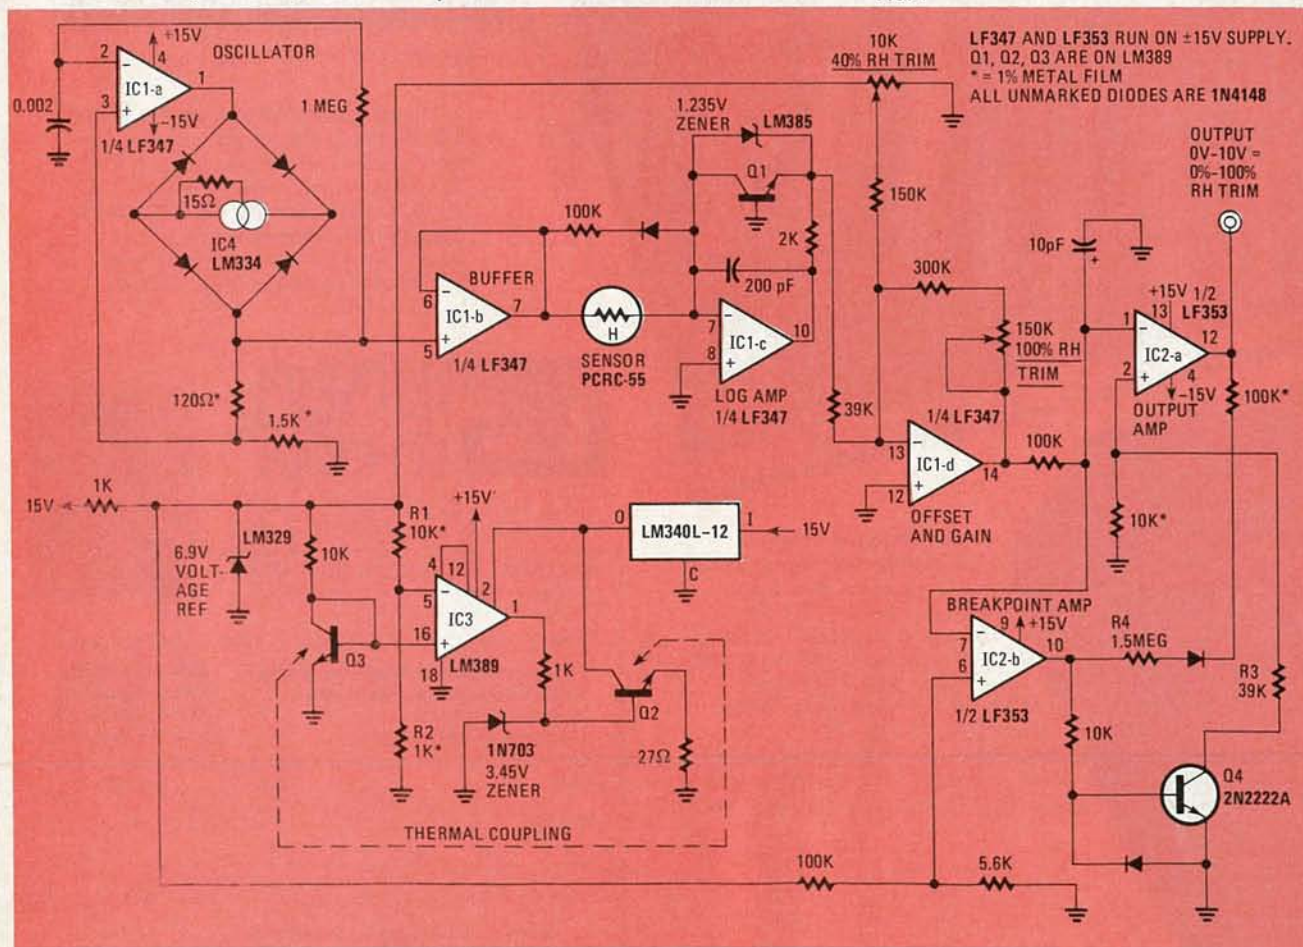 LF347 AND LF353 RUN ON ±15V SUPPLY.
Q1, Q2, Q3 ARE ON LM389
* = 1% METAL FILM
ALL UNMARKED DIODES ARE 1N4148
+15V
OSCILLATOR
2
4
1
IC1-a
3
-15V
1/4 LF347
0.002
1 MEG
15Ω
IC4
LM334
120Ω*
1.5K*
BUFFER
6
7
IC1-b
5
1/4 LF347
100K
SENSOR
PCRC-55
H
1.235V
ZENER
LM385
Q1
2K
200 pF
7
10
IC1-c
8
LOG AMP
1/4 LF347
10K
40% RH TRIM
150K
300K
150K
100% RH
TRIM
39K
1/4 LF347
13
IC1-d
12
14
OFFSET
AND GAIN
100K
10pF
+
OUTPUT
0V-10V =
0%-100%
RH TRIM
+15V
1/2
LF353
13
1
12
IC2-a
2
4
-15V
OUTPUT
AMP
100K*
10K*
15V
1K
LM329
6.9V
VOLT-
AGE
REF
10K
R1
10K*
+15V
4
12
2
5
1
IC3
16
18
LM389
Q3
R2
1K*
1K
1N703
3.45V
ZENER
Q2
27Ω
O
LM340L-12
I
15V
C
THERMAL COUPLING
BREAKPOINT AMP
9
+15V
10
7
IC2-b
6
1/2 LF353
R4
1.5MEG
R3
39K
10K
Q4
2N2222A
100K
5.6K